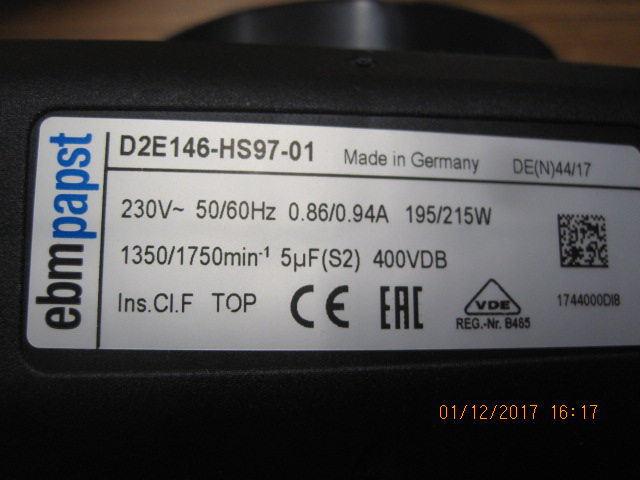 ebmpapst
D2E146-HS97-01 Made in Germany DE(N)44/17
230V~ 50/60Hz 0.86/0.94A 195/215W
1350/1750min⁻¹ 5µF(S2) 400VDB
Ins.Cl.F TOP CE EAC VDE
REG.-Nr. B465
1744000DI8
01/12/2017 16:17